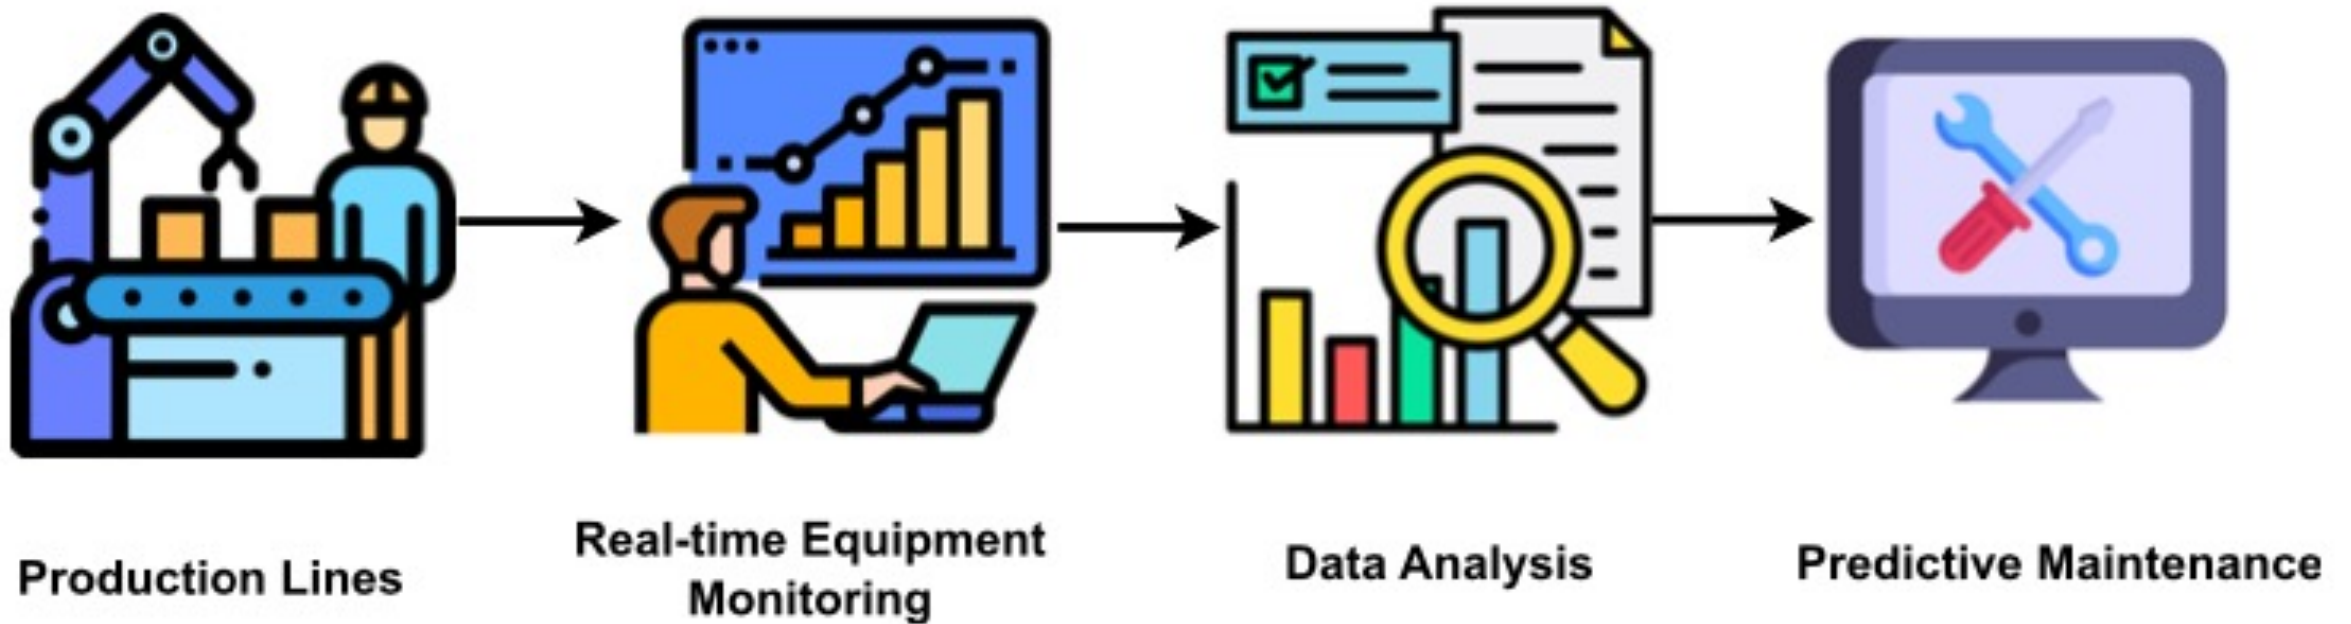 Production Lines
Real-time Equipment
Monitoring
Data Analysis
Predictive Maintenance